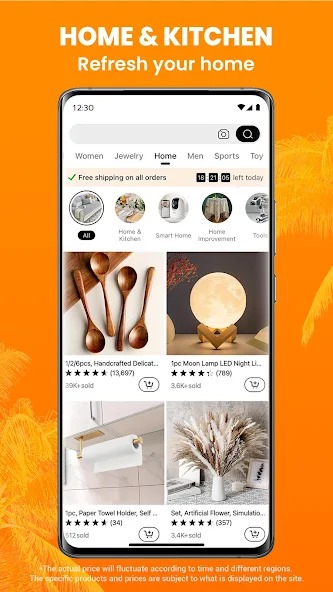 HOME & KITCHEN
Refresh your home
12:30
Women Jewelry Home Men Sports Toy
Free shipping on all orders 18 21 05 left today
All
Home & Kitchen
Smart Home
Home Improvement
Tools
1/2/6pcs, Handcrafted Delicat...
(13,697)
39K+ sold
1pc Moon Lamp LED Night Li...
(789)
3.6K+ sold
1pc, Paper Towel Holder, Self ...
(34)
512 sold
Set, Artificial Flower, Simulatio...
(357)
3.4K+ sold
*The actual price will fluctuate according to time and different regions.
The specific products and prices are subject to what is displayed on the site.